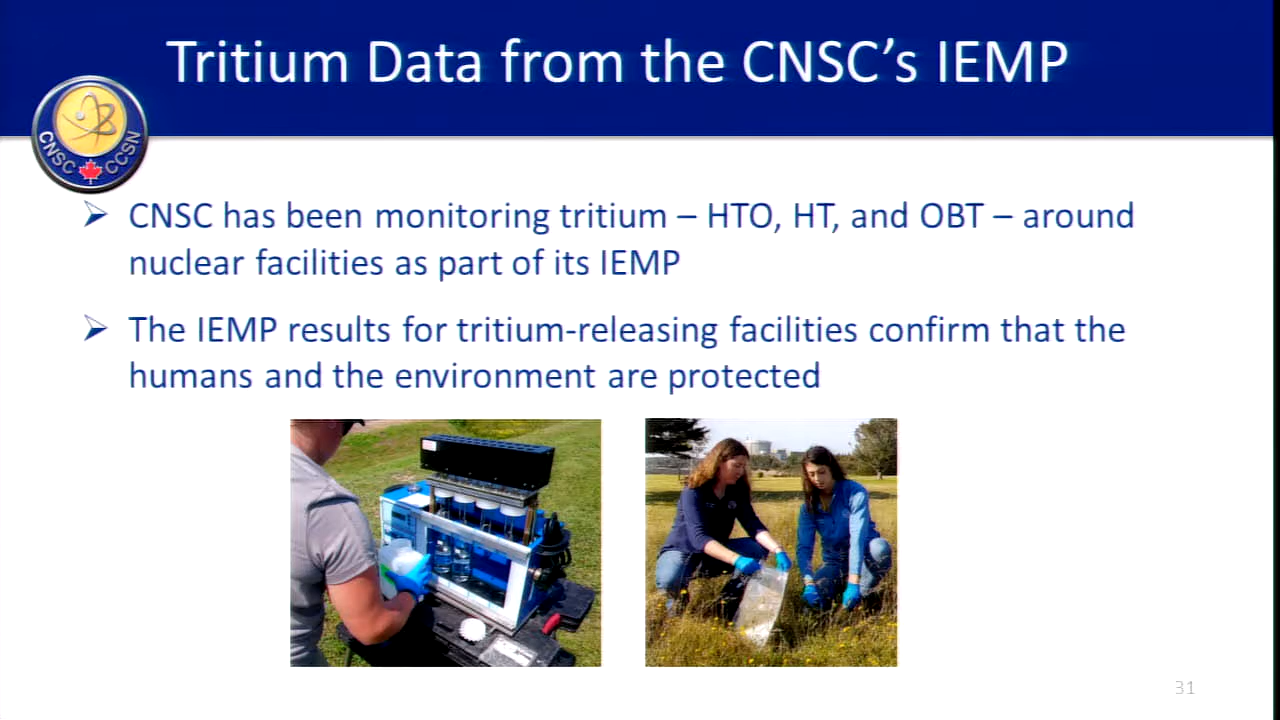 Tritium Data from the CNSC's IEMP
CNSC CCSN
➢ CNSC has been monitoring tritium – HTO, HT, and OBT – around
nuclear facilities as part of its IEMP
➢ The IEMP results for tritium-releasing facilities confirm that the
humans and the environment are protected
31